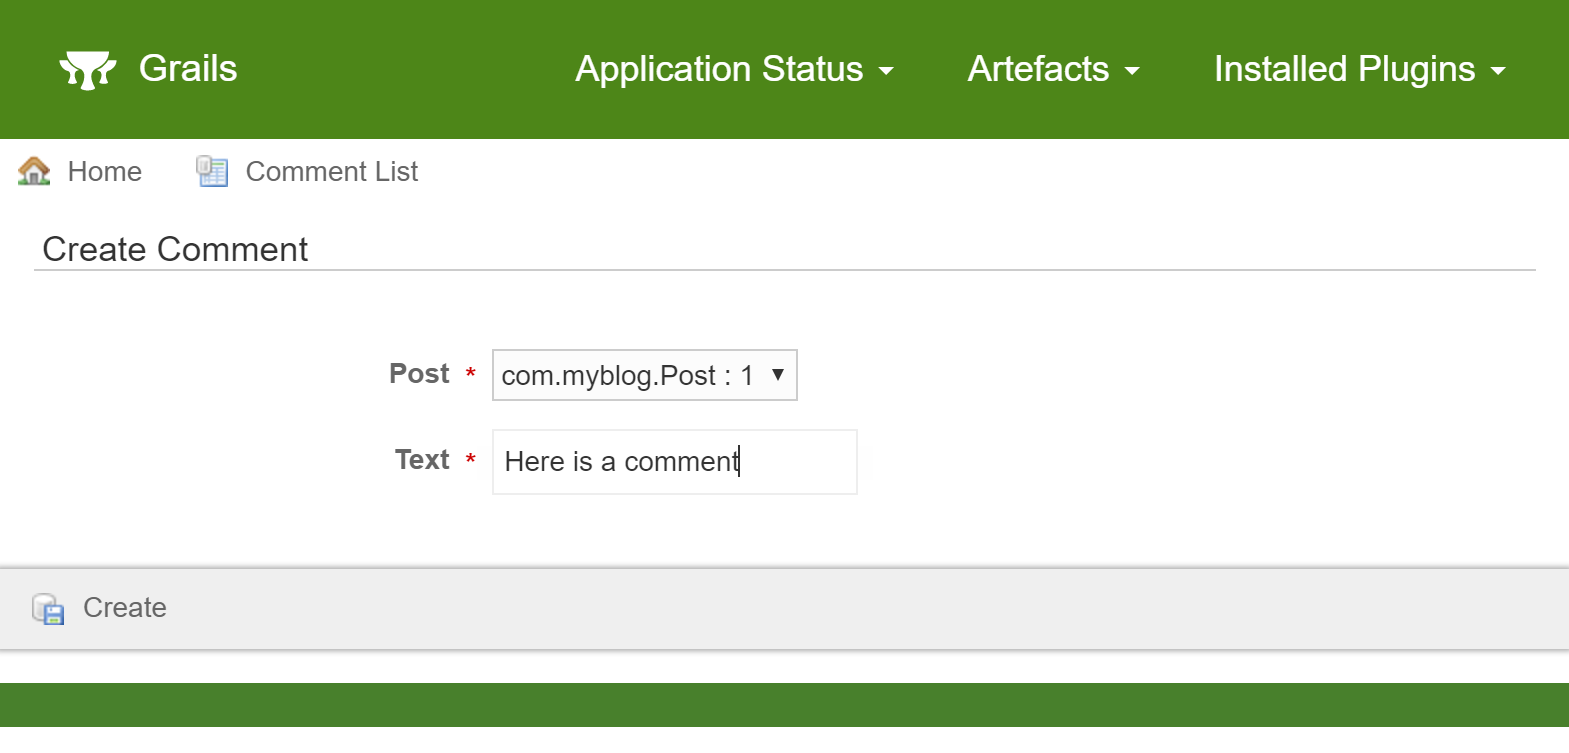 Grails Application Status Artefacts Installed Plugins
Home Comment List
Create Comment
Post * com.myblog.Post : 1
Text * Here is a comment
Create